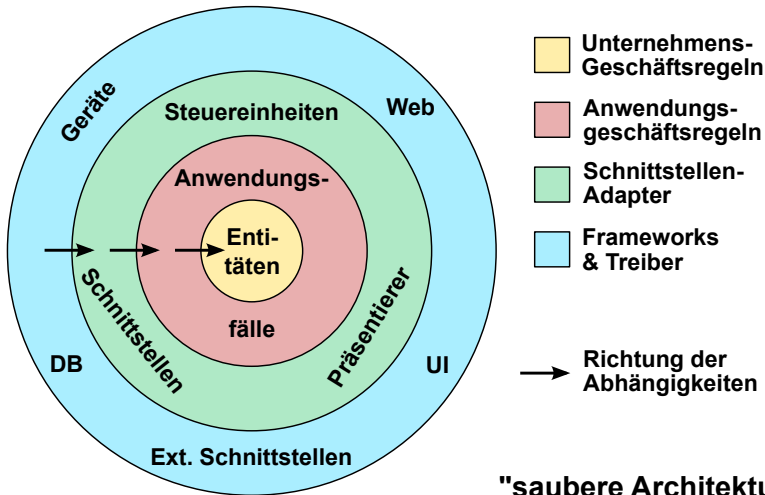 Geräte
Web
Steuereinheiten
Anwendungs-
Enti-
täten
fälle
Schnittstellen
Präsentierer
DB
UI
Ext. Schnittstellen
Unternehmens-
Geschäftsregeln
Anwendungs-
geschäftsregeln
Schnittstellen-
Adapter
Frameworks
& Treiber
Richtung der
Abhängigkeiten
"saubere